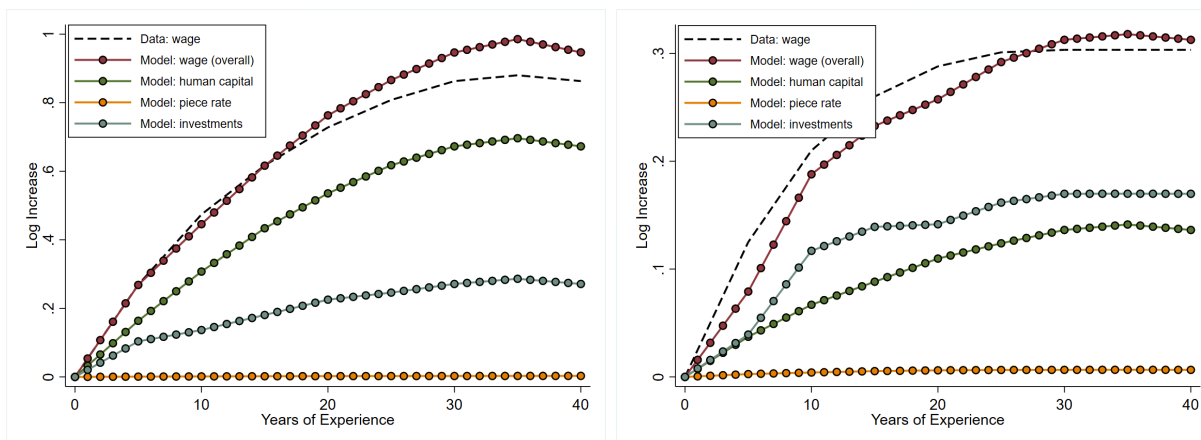 Data: wage
Model: wage (overall)
Model: human capital
Model: piece rate
Model: investments
Log Increase
1
.8
.6
.4
.2
0
0 10 20 30 40
Years of Experience
Data: wage
Model: wage (overall)
Model: human capital
Model: piece rate
Model: investments
Log Increase
.3
.2
.1
0
0 10 20 30 40
Years of Experience